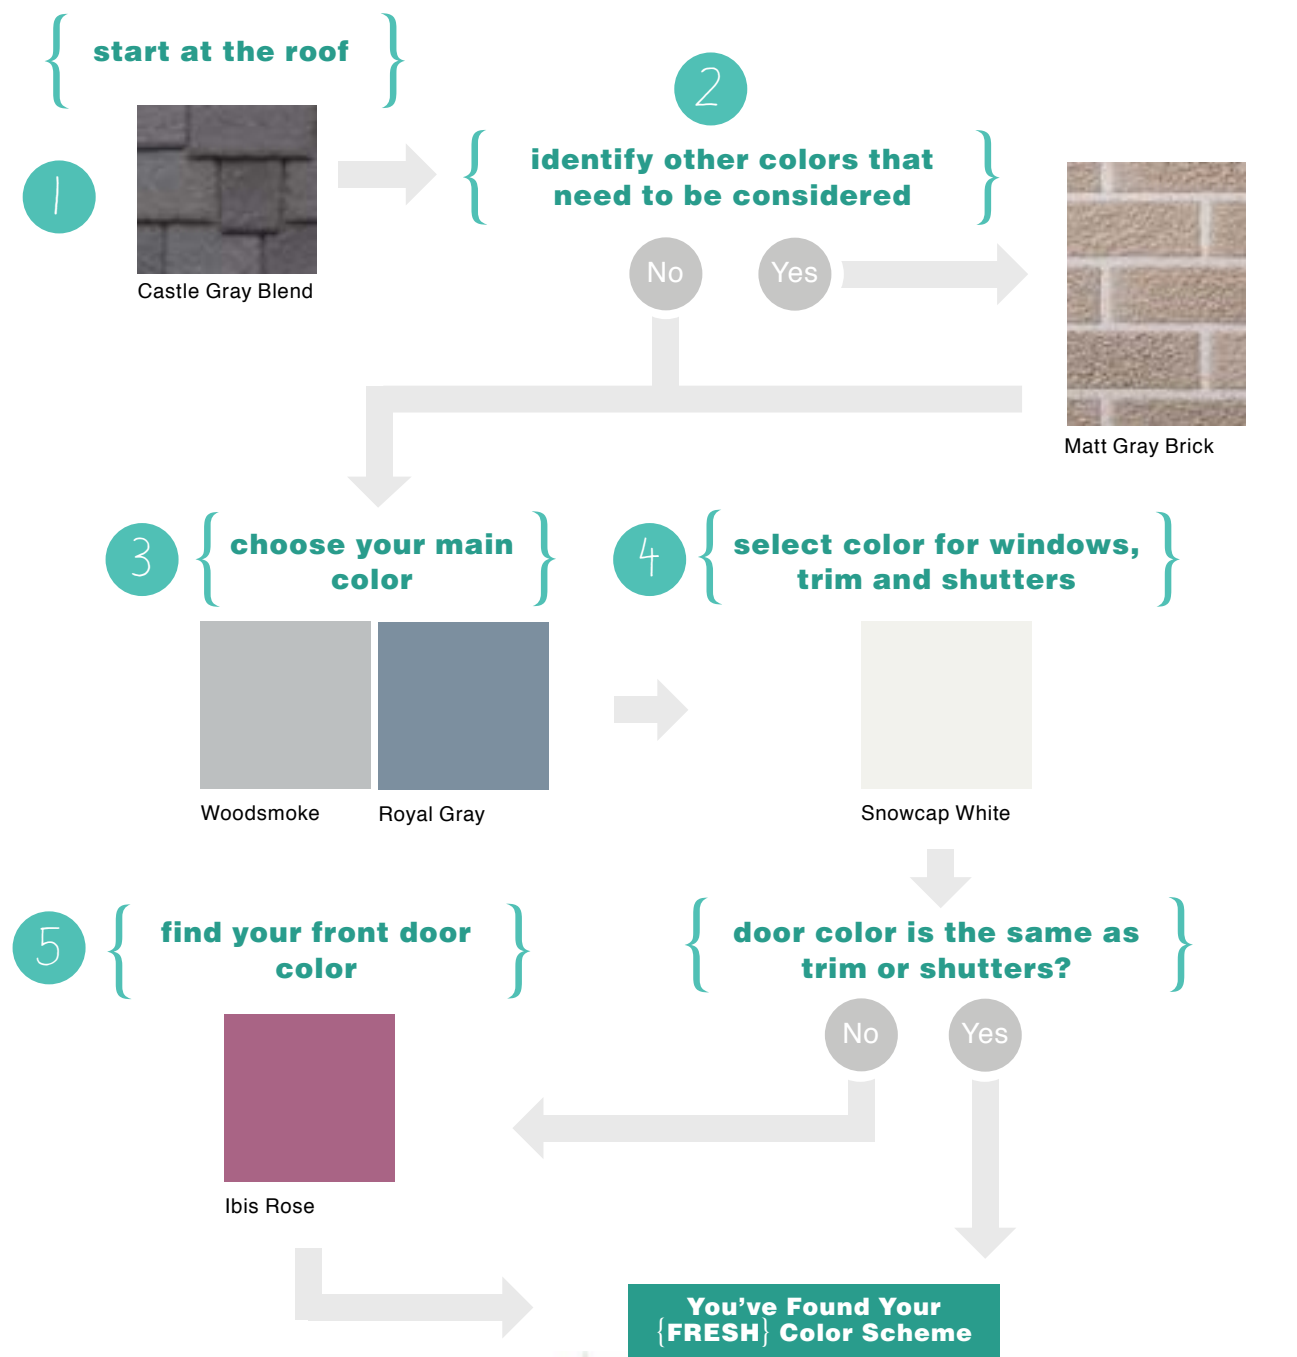 start at the roof
1
Castle Gray Blend
2
identify other colors that
need to be considered
No
Yes
Matt Gray Brick
3
choose your main
color
Woodsmoke
Royal Gray
4
select color for windows,
trim and shutters
Snowcap White
door color is the same as
trim or shutters?
No
Yes
5
find your front door
color
Ibis Rose
You've Found Your
{FRESH} Color Scheme